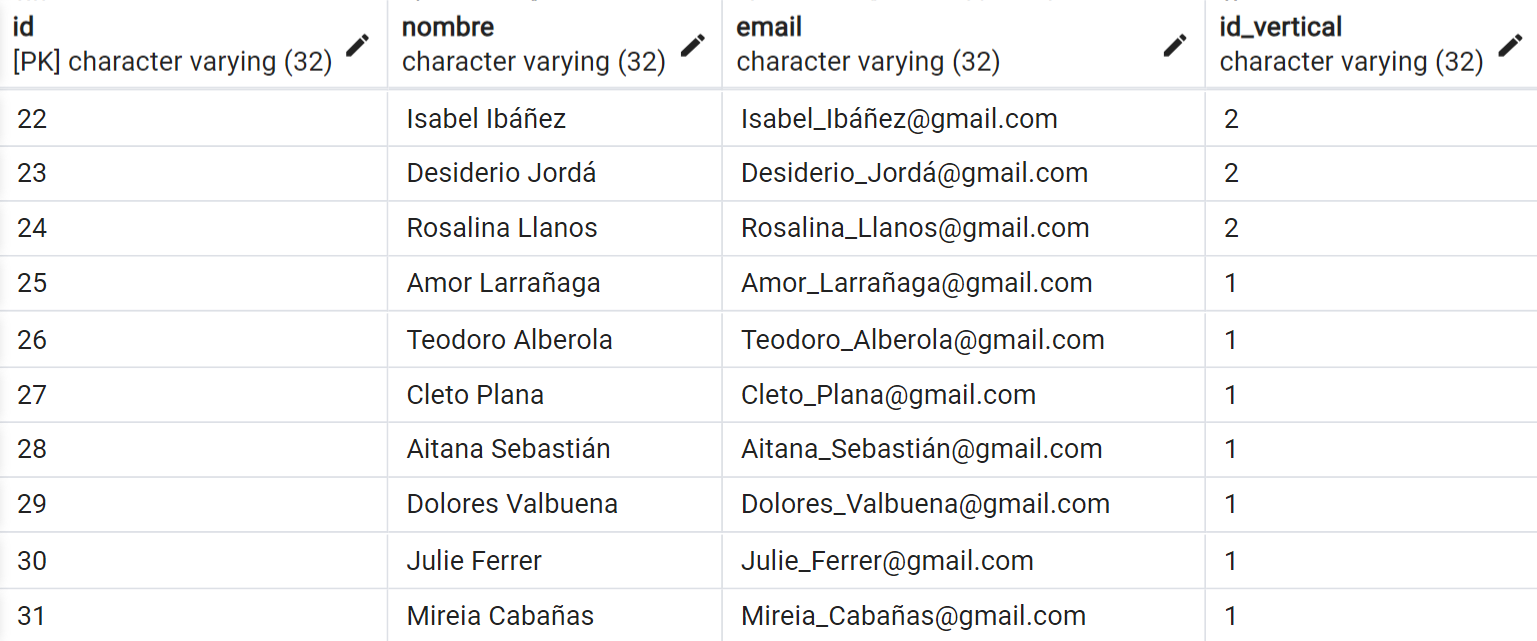 id nombre email id_vertical
[PK] character varying (32) character varying (32) character varying (32) character varying (32)
22 Isabel Ibáñez Isabel_Ibáñez@gmail.com 2
23 Desiderio Jordá Desiderio_Jordá@gmail.com 2
24 Rosalina Llanos Rosalina_Llanos@gmail.com 2
25 Amor Larrañaga Amor_Larrañaga@gmail.com 1
26 Teodoro Alberola Teodoro_Alberola@gmail.com 1
27 Cleto Plana Cleto_Plana@gmail.com 1
28 Aitana Sebastián Aitana_Sebastián@gmail.com 1
29 Dolores Valbuena Dolores_Valbuena@gmail.com 1
30 Julie Ferrer Julie_Ferrer@gmail.com 1
31 Mireia Cabañas Mireia_Cabañas@gmail.com 1